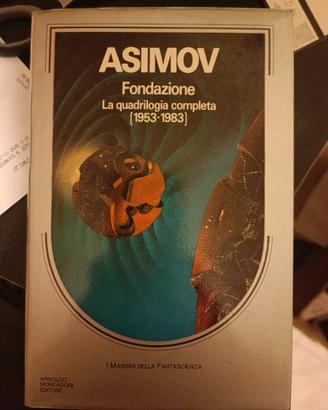 ASIMOV
Fondazione
La quadrilogia completa
(1953-1983)
I MASSIMI DELLA FANTASCIENZA
ARNOLDO
MONDADORI
EDITORE